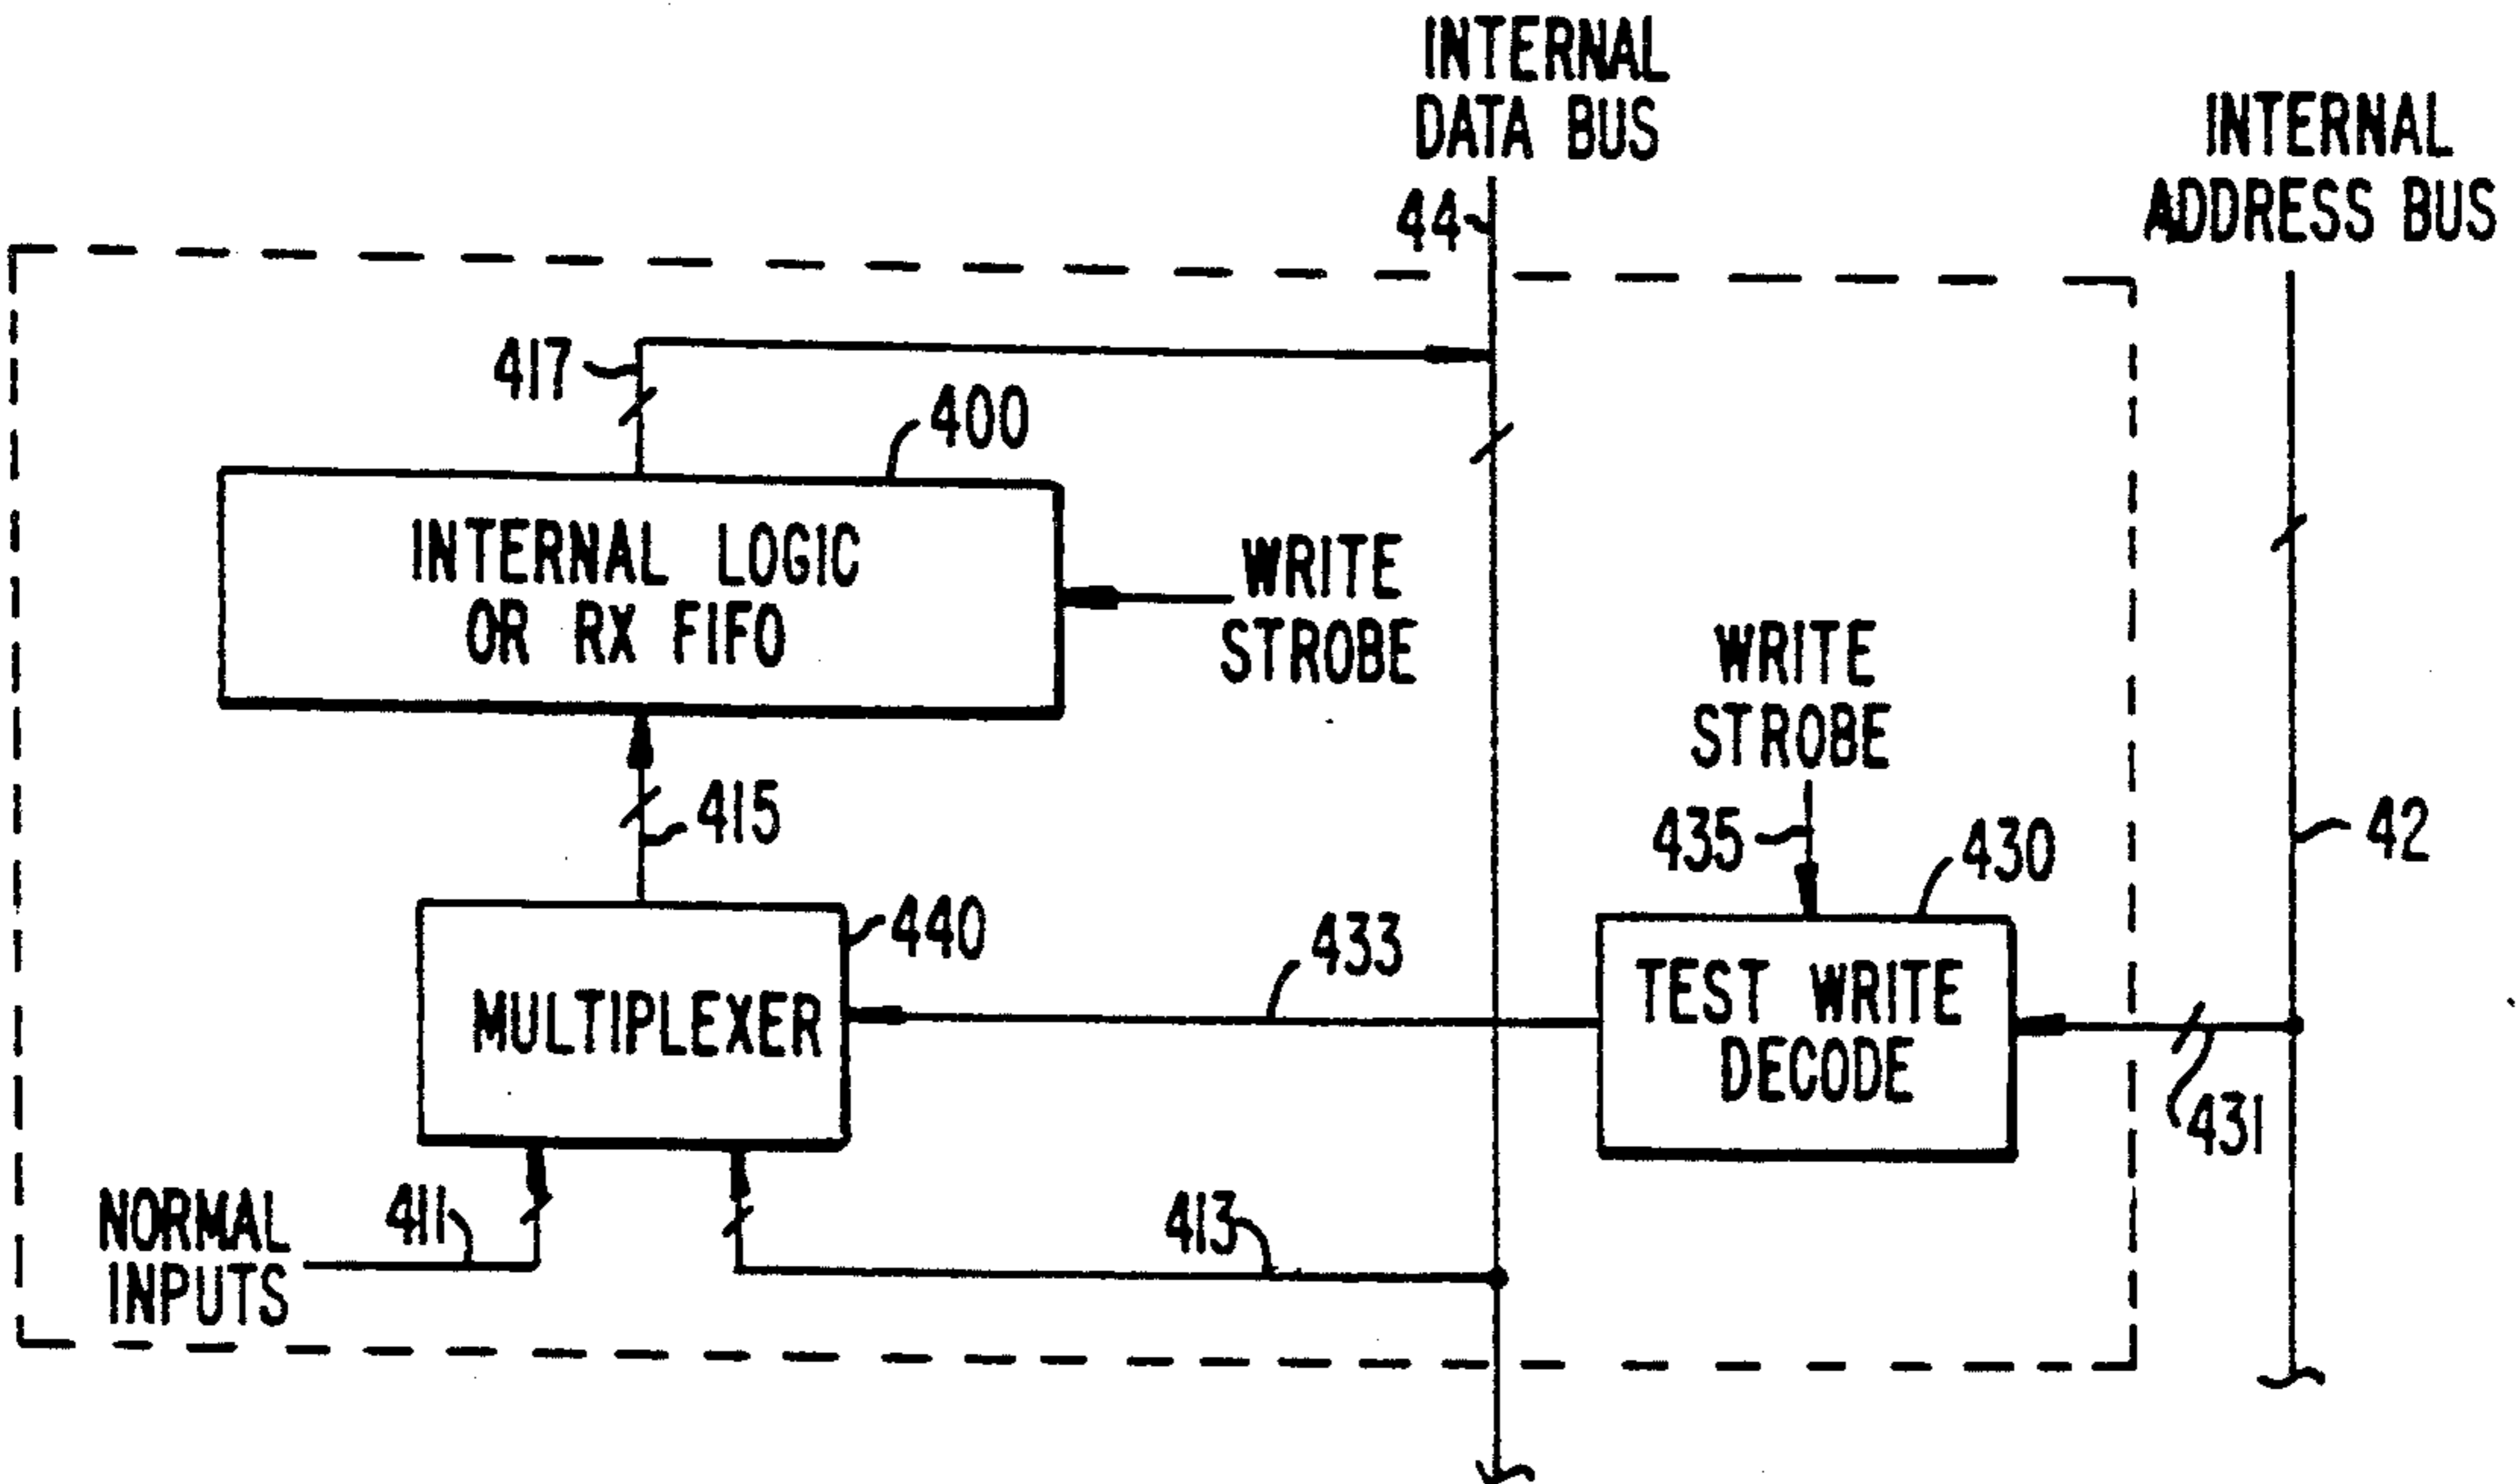 INTERNAL
DATA BUS
INTERNAL
ADDRESS BUS
44
417
400
INTERNAL LOGIC
OR RX FIFO
WRITE
STROBE
WRITE
STROBE
415
435
430
42
440
433
MULTIPLEXER
TEST WRITE
DECODE
431
NORMAL
INPUTS
411
413